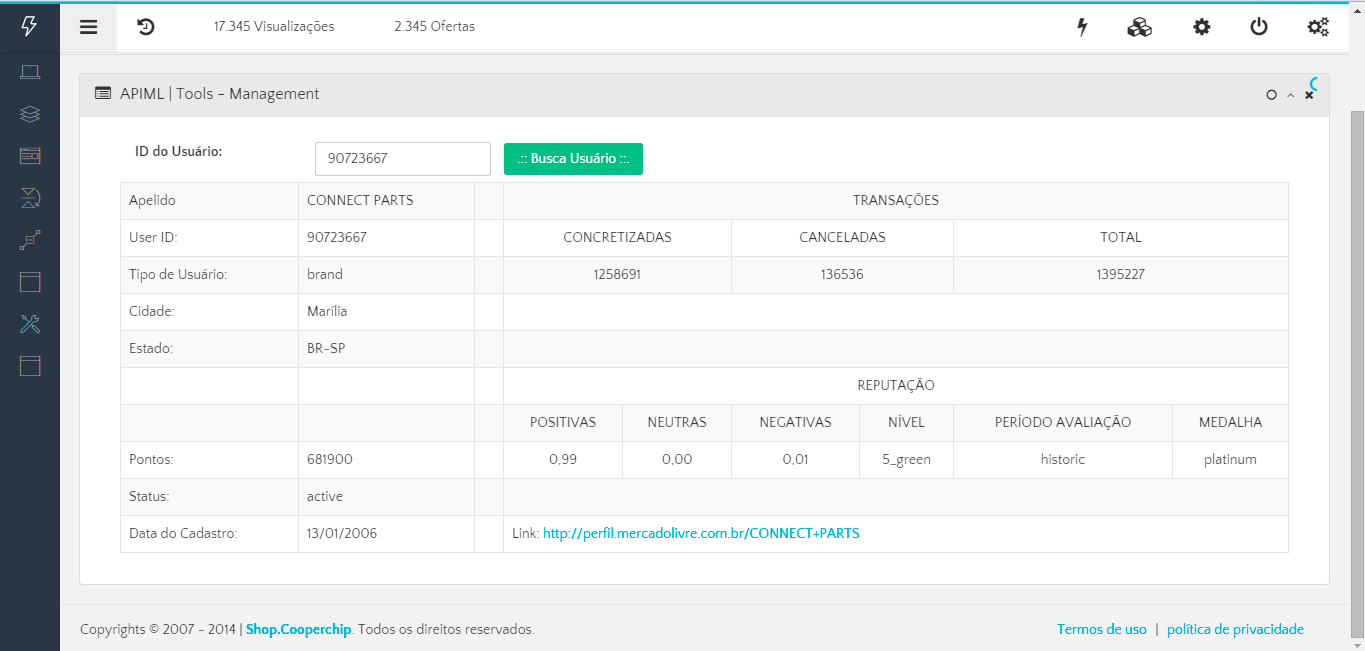 17.345 Visualizações 2.345 Ofertas
APIML | Tools - Management
ID do Usuário: 90723667 .:: Busca Usuário ::.
Apelido CONNECT PARTS TRANSAÇÕES
User ID: 90723667 CONCRETIZADAS CANCELADAS TOTAL
Tipo de Usuário: brand 1258691 136536 1395227
Cidade: Marília
Estado: BR-SP
REPUTAÇÃO
POSITIVAS NEUTRAS NEGATIVAS NÍVEL PERÍODO AVALIAÇÃO MEDALHA
Pontos: 681900 0,99 0,00 0,01 5_green historic platinum
Status: active
Data do Cadastro: 13/01/2006 Link: http://perfil.mercadolivre.com.br/CONNECT+PARTS
Copyrights © 2007 - 2014 | Shop.Cooperchip. Todos os direitos reservados. Termos de uso | política de privacidade